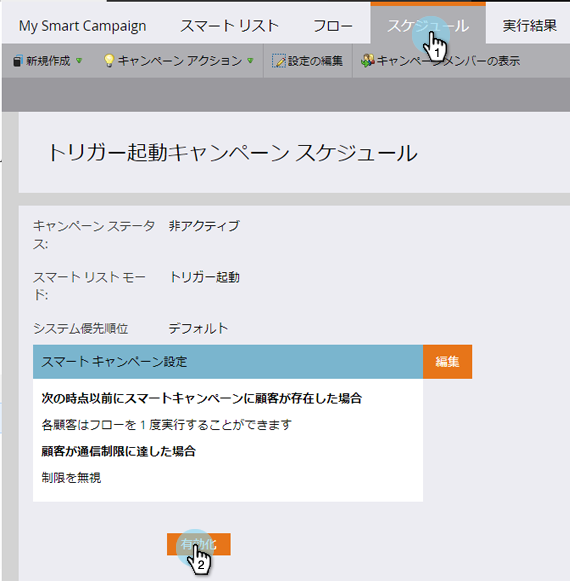 My Smart Campaign スマート リスト フロー スケジュール 実行結果
1
新規作成 キャンペーン アクション 設定の編集 キャンペーンメンバーの表示
トリガー起動キャンペーン スケジュール
キャンペーン ステータ 非アクティブ
ス:
スマート リスト モー トリガー起動
ド:
システム優先順位 デフォルト
スマート キャンペーン設定 編集
次の時点以前にスマートキャンペーンに顧客が存在した場合
各顧客はフローを 1 度実行することができます
顧客が通信制限に達した場合
制限を無視
有効化
2